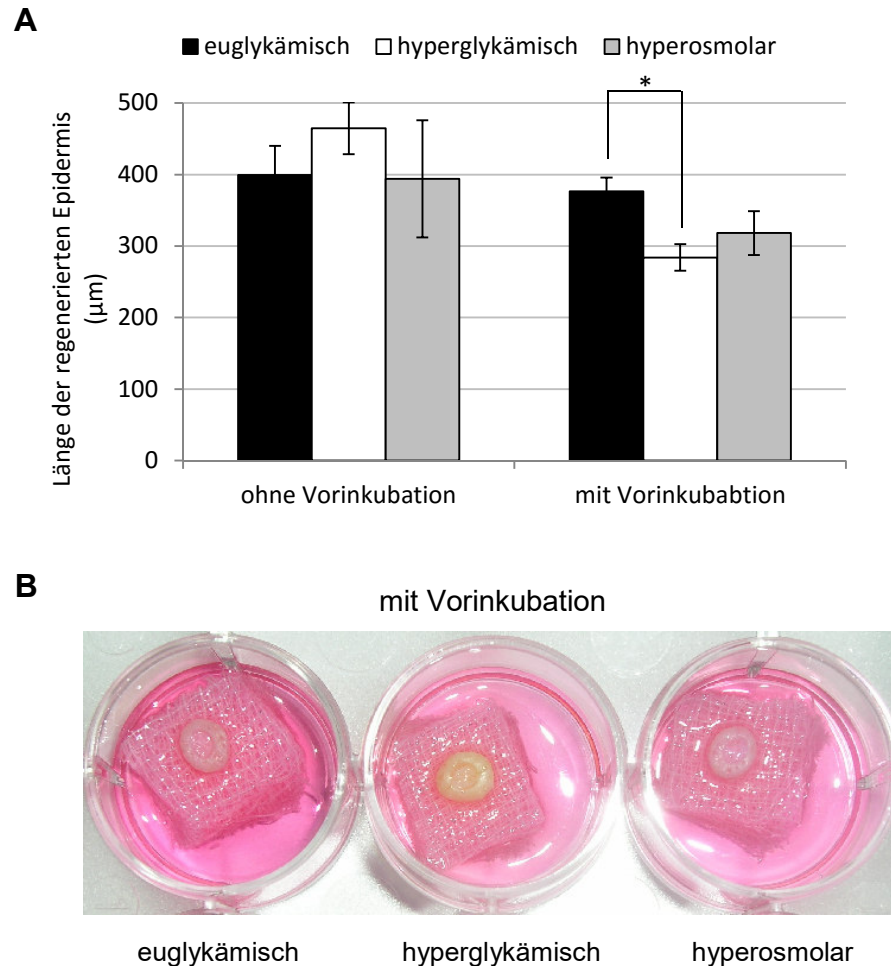 A
euglykämisch hyperglykämisch hyperosmolar
*
Länge der regenerierten Epidermis
(µm)
500
400
300
200
100
0
ohne Vorinkubation mit Vorinkubabtion
B
mit Vorinkubation
euglykämisch hyperglykämisch hyperosmolar